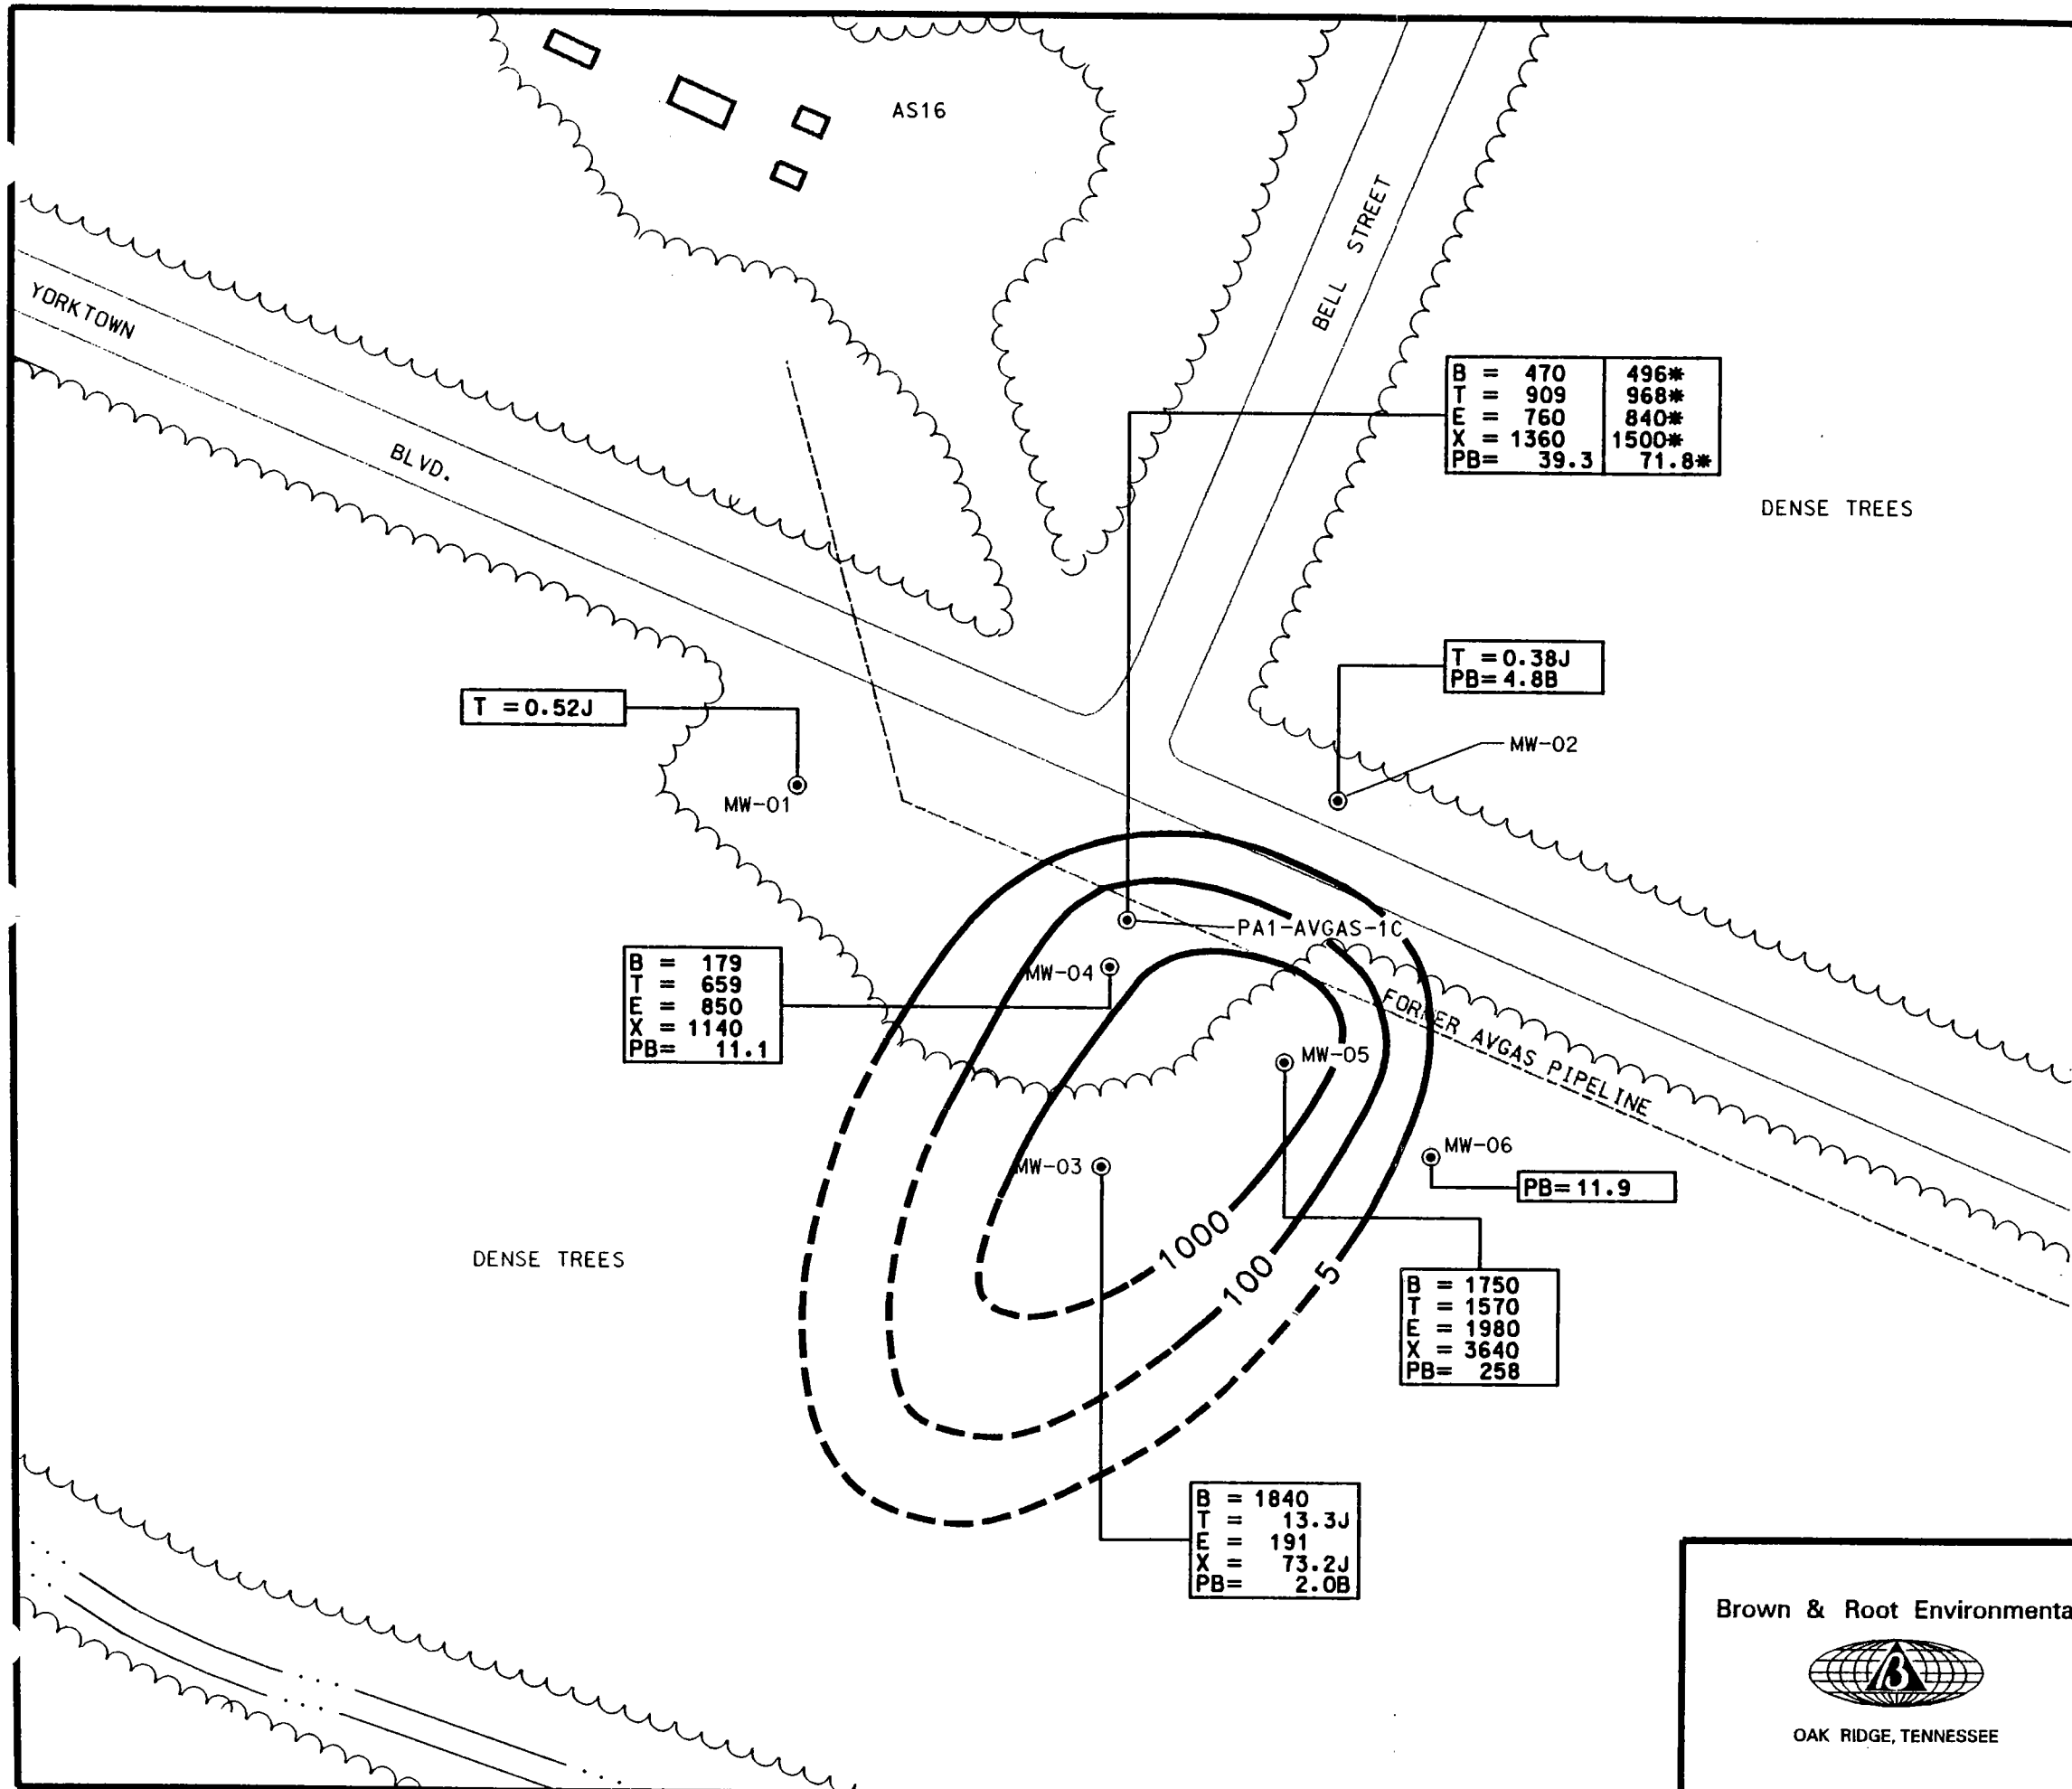 AS16
BELL STREET
YORKTOWN
BLVD.
B = 470 496*
T = 909 968*
E = 760 840*
X = 1360 1500*
PB= 39.3 71.8*
DENSE TREES
T =0.38J
PB=4.8B
T =0.52J
MW-02
MW-01
PA1-AVGAS-1C
B = 179
T = 659
E = 850
X = 1140
PB= 11.1
MW-04
FORMER AVGAS PIPELINE
MW-05
MW-06
MW-03
PB=11.9
1000
100
5
DENSE TREES
B = 1750
T = 1570
E = 1980
X = 3640
PB= 258
B = 1840
T = 13.3J
E = 191
X = 73.2J
PB= 2.0B
Brown & Root Environmenta
OAK RIDGE, TENNESSEE